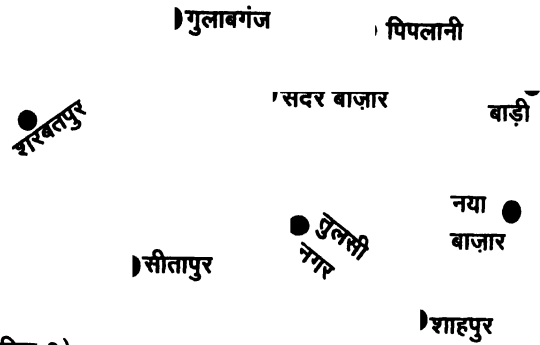 गुलाबगंज
पिपलानी
सदर बाज़ार
बाड़ी
शरबतपुर
नया
बाज़ार
तुलसी
नगर
सीतापुर
शाहपुर